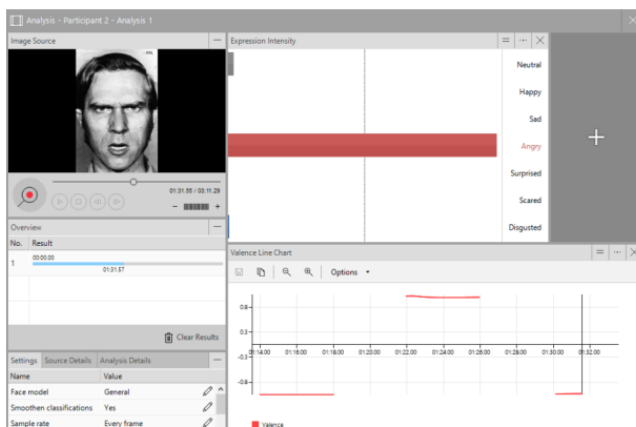 Analysis - Participant 2 - Analysis 1
Image Source
01:31.55 / 03:11.29
Overview
No. Result
1 00:00.00
01:31.57
Clear Results
Settings Source Details Analysis Details
Name Value
Face model General
Smoothen classifications Yes
Sample rate Every frame
Expression Intensity
Neutral
Happy
Sad
Angry
Surprised
Scared
Disgusted
Valence Line Chart
Options
0.8
0.3
-0.3
-0.8
01:14.00 01:16.00 01:18.00 01:20.00 01:22.00 01:24.00 01:26.00 01:28.00 01:30.00 01:32.00
Valence